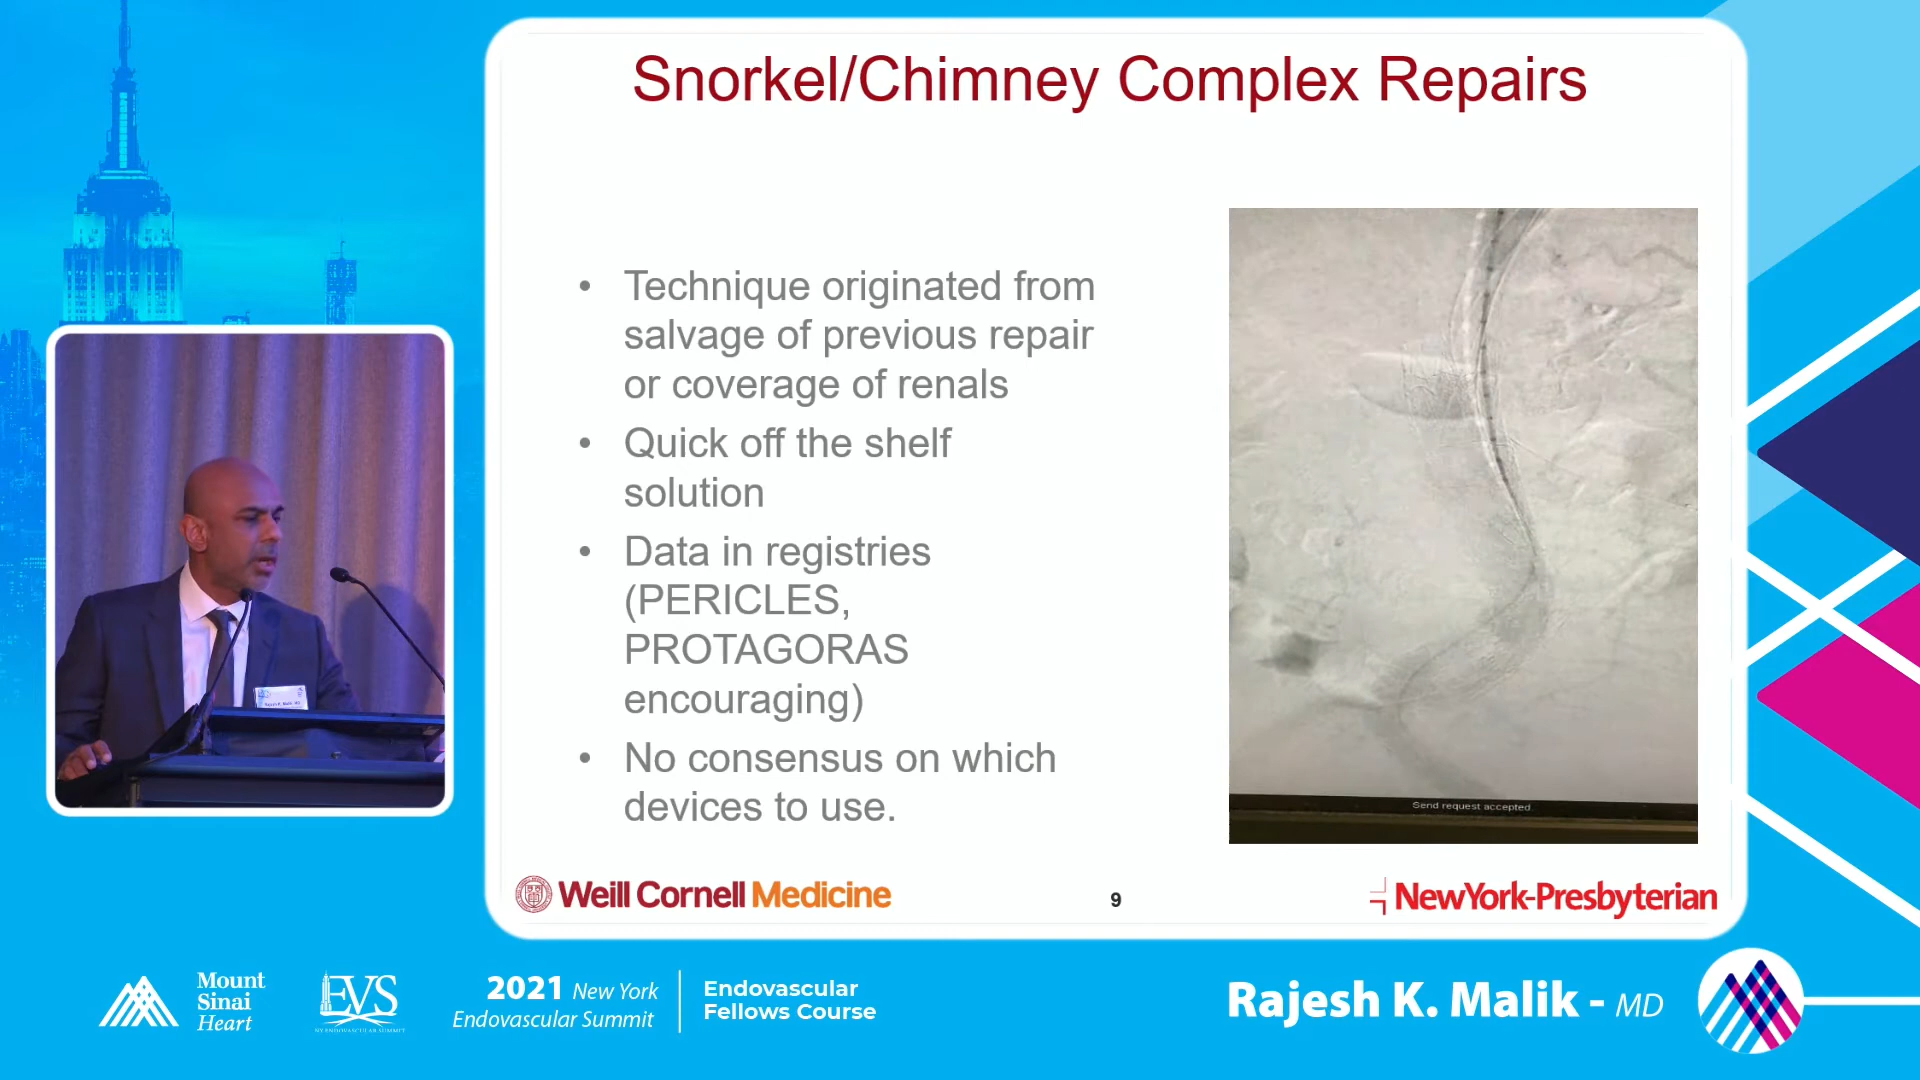 Snorkel/Chimney Complex Repairs
• Technique originated from
salvage of previous repair
or coverage of renals
• Quick off the shelf
solution
• Data in registries
(PERICLES,
PROTAGORAS
encouraging)
• No consensus on which
devices to use.
Send request accepted.
Weill Cornell Medicine
9
NewYork-Presbyterian
Mount
Sinai
Heart
EVS
NY ENDOVASCULAR SUMMIT
2021 New York
Endovascular Summit
Endovascular
Fellows Course
Rajesh K. Malik - MD